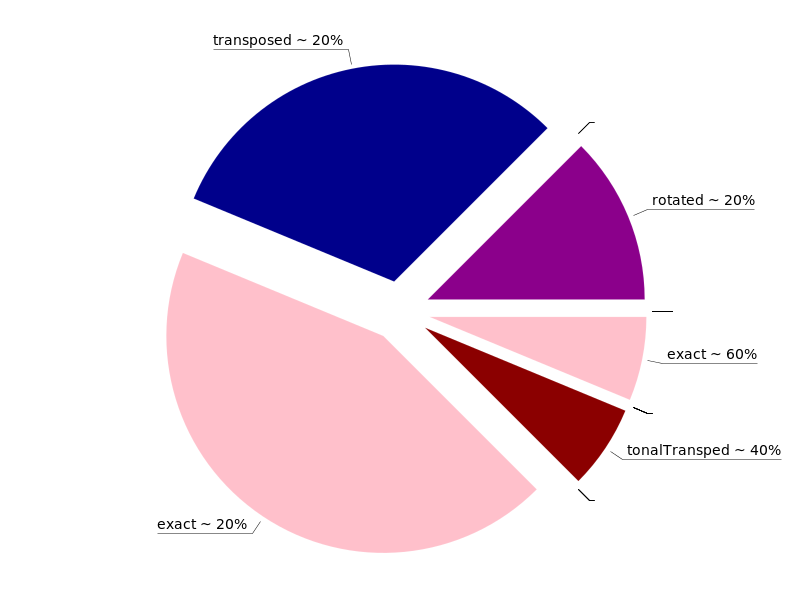 transposed ~ 20%
rotated ~ 20%
exact ~ 60%
tonalTransped ~ 40%
exact ~ 20%